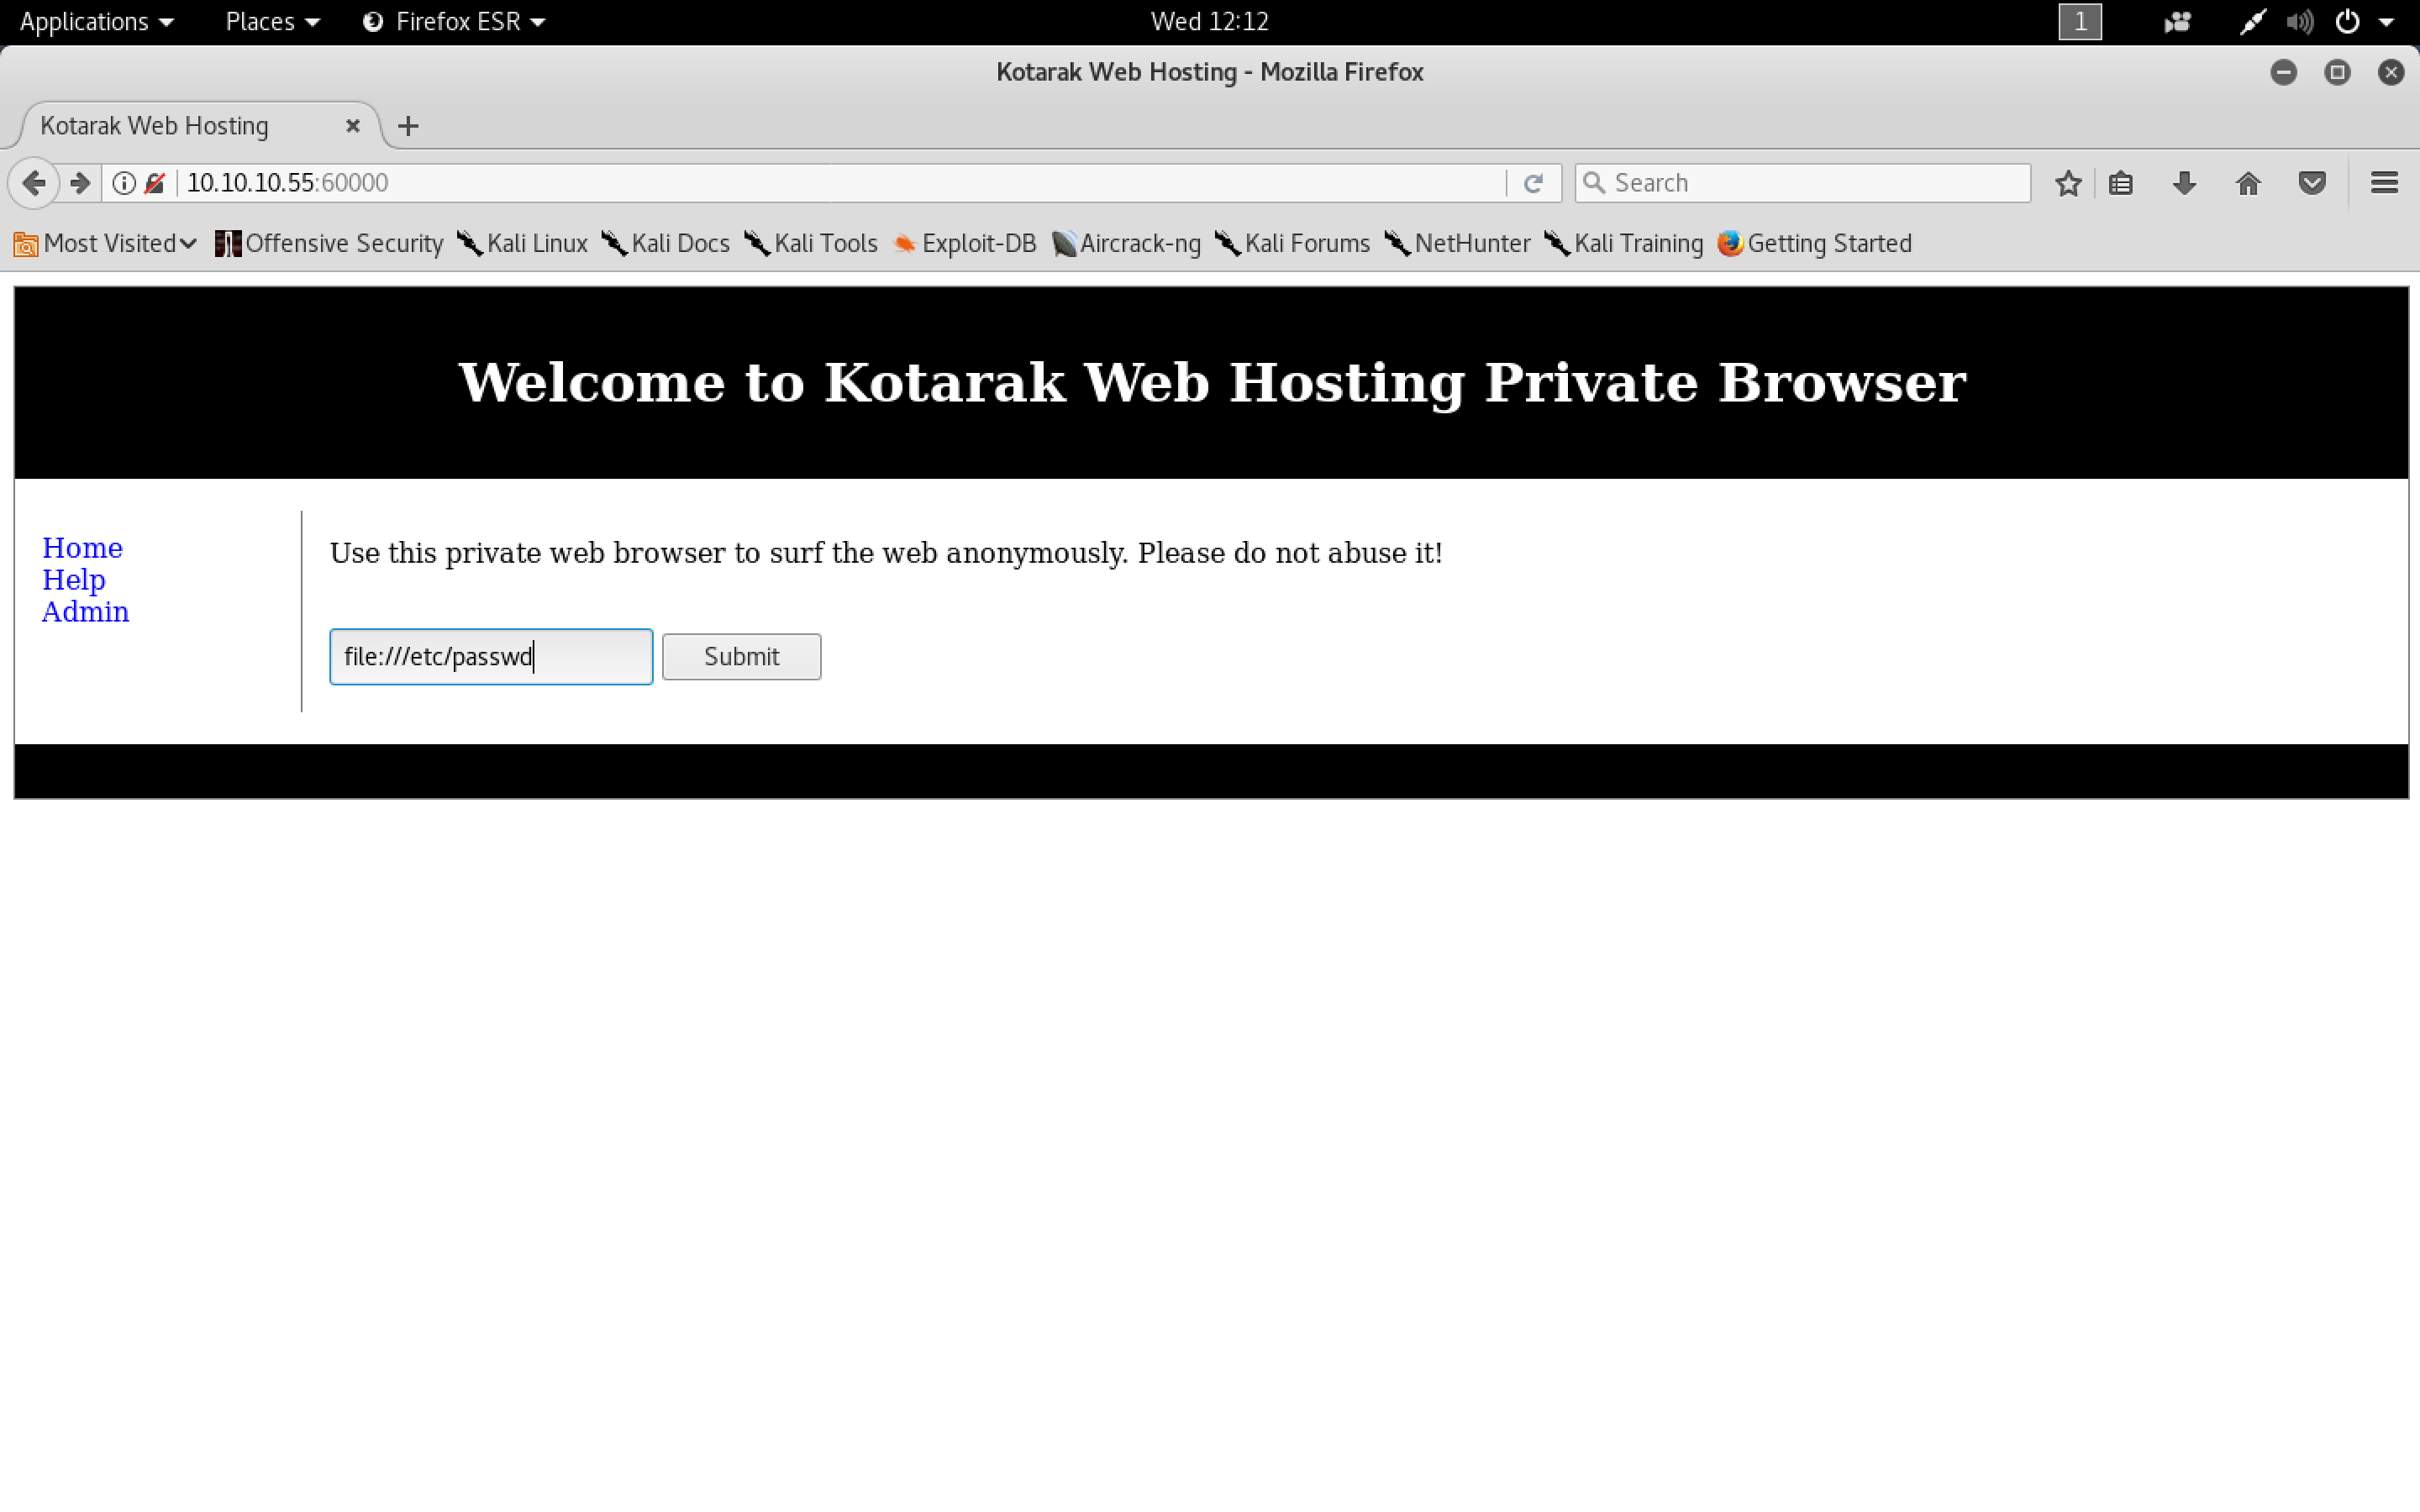 Applications Places Firefox ESR Wed 12:12 1
Kotarak Web Hosting - Mozilla Firefox
Kotarak Web Hosting
10.10.10.55:60000 Search
Most Visited Offensive Security Kali Linux Kali Docs Kali Tools Exploit-DB Aircrack-ng Kali Forums NetHunter Kali Training Getting Started
Welcome to Kotarak Web Hosting Private Browser
Home
Help
Admin
Use this private web browser to surf the web anonymously. Please do not abuse it!
file:///etc/passwd Submit